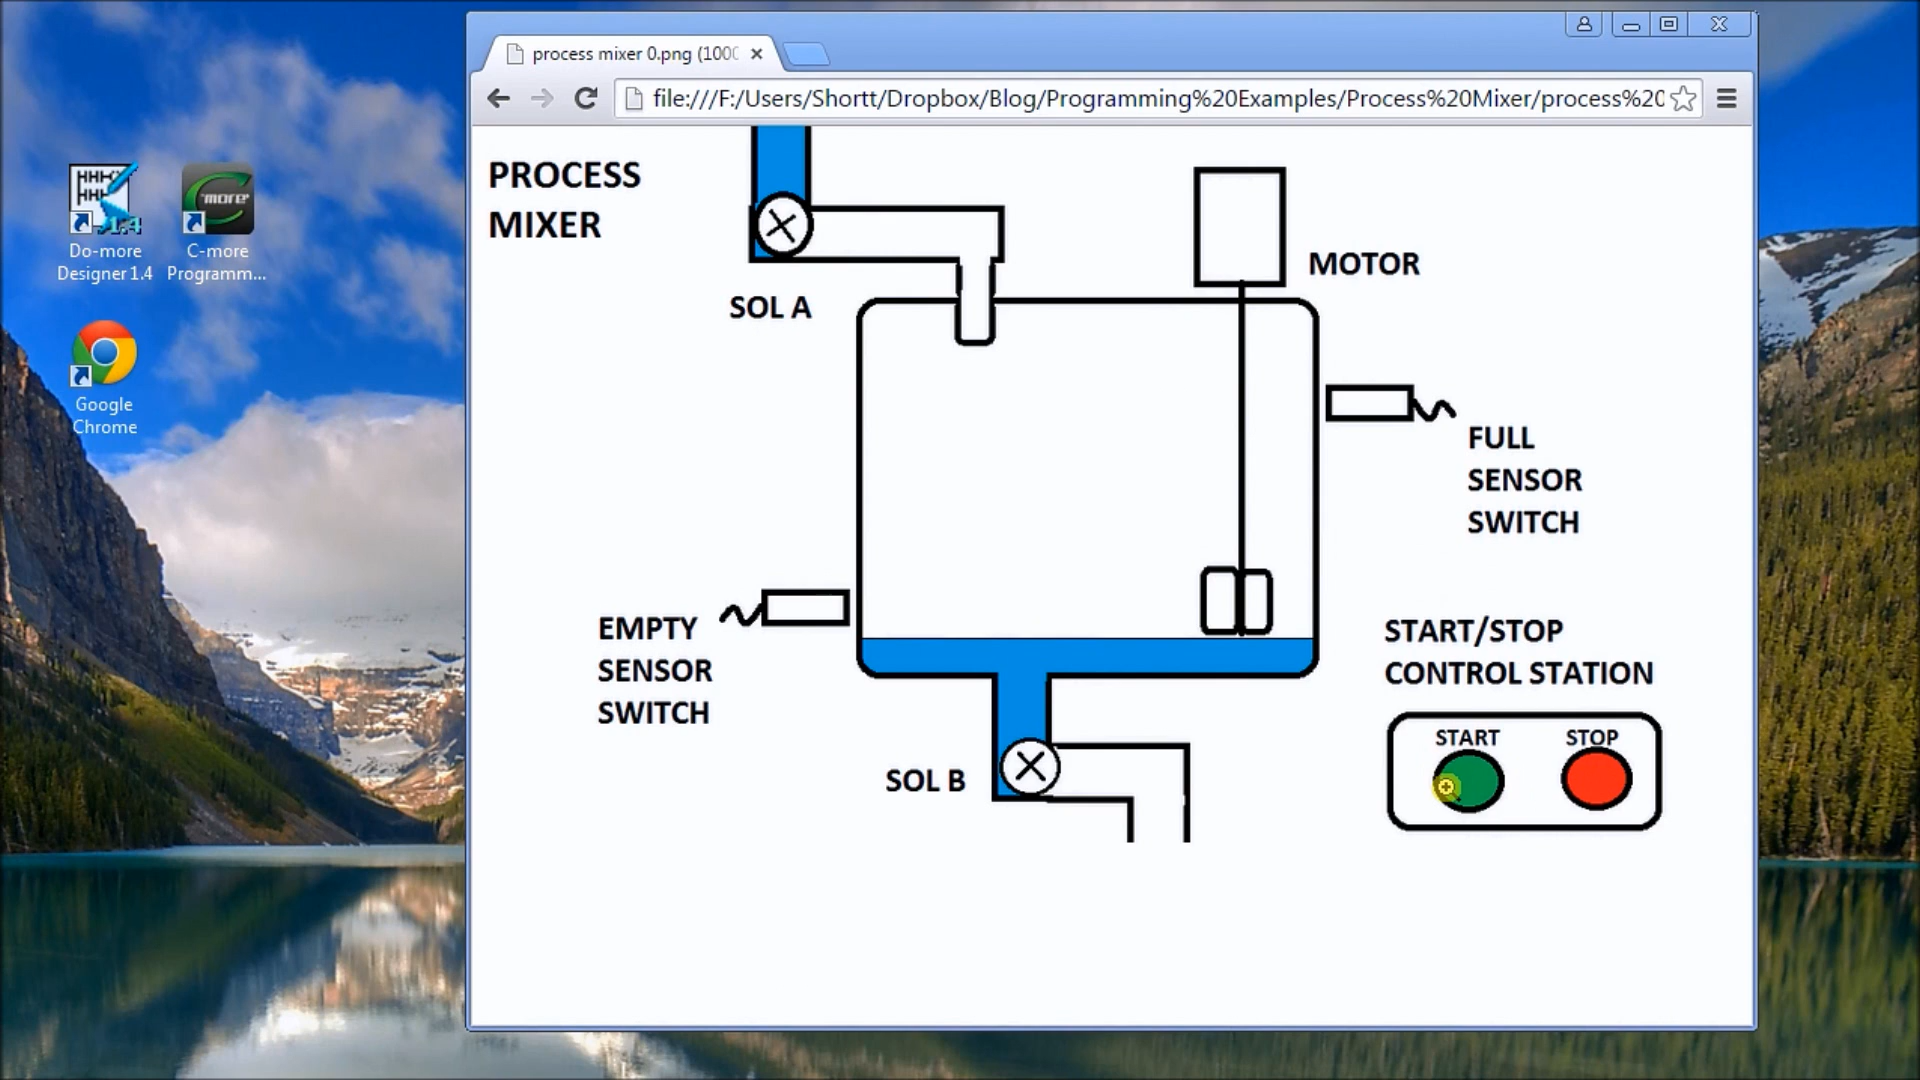 process mixer 0.png (100
file:///F:/Users/Shortt/Dropbox/Blog/Programming%20Examples/Process%20Mixer/process%20
Do-more
Designer 1.4
C-more
Programm...
Google
Chrome
PROCESS
MIXER
SOL A
MOTOR
FULL
SENSOR
SWITCH
EMPTY
SENSOR
SWITCH
SOL B
START/STOP
CONTROL STATION
START
STOP